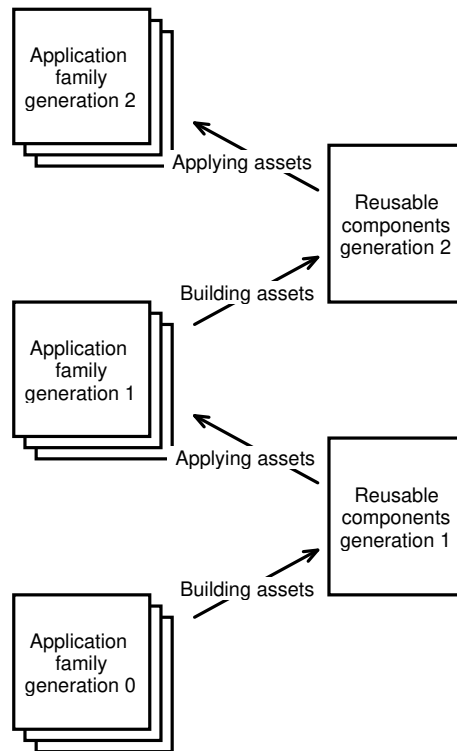 Application
family
generation 2
Applying assets
Reusable
components
generation 2
Building assets
Application
family
generation 1
Applying assets
Reusable
components
generation 1
Building assets
Application
family
generation 0